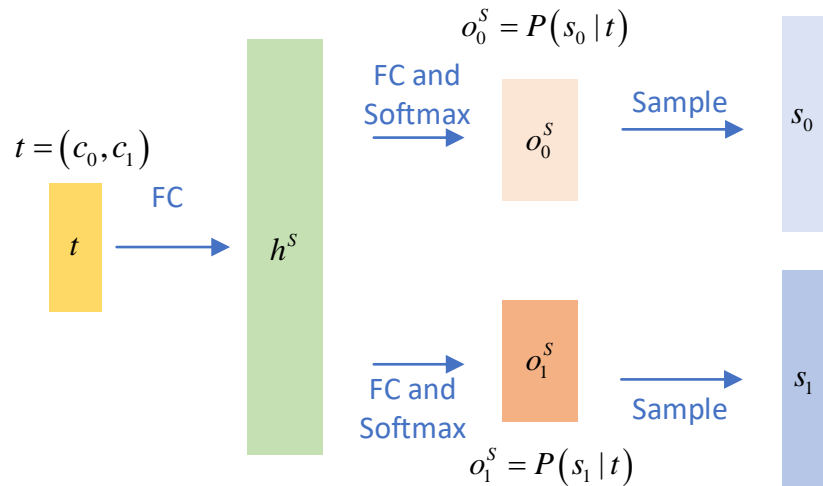 o_0^S = P(s_0 | t)
FC and
Softmax
Sample
o_0^S
s_0
t = (c_0, c_1)
FC
t
h^S
o_1^S
s_1
FC and
Softmax
Sample
o_1^S = P(s_1 | t)